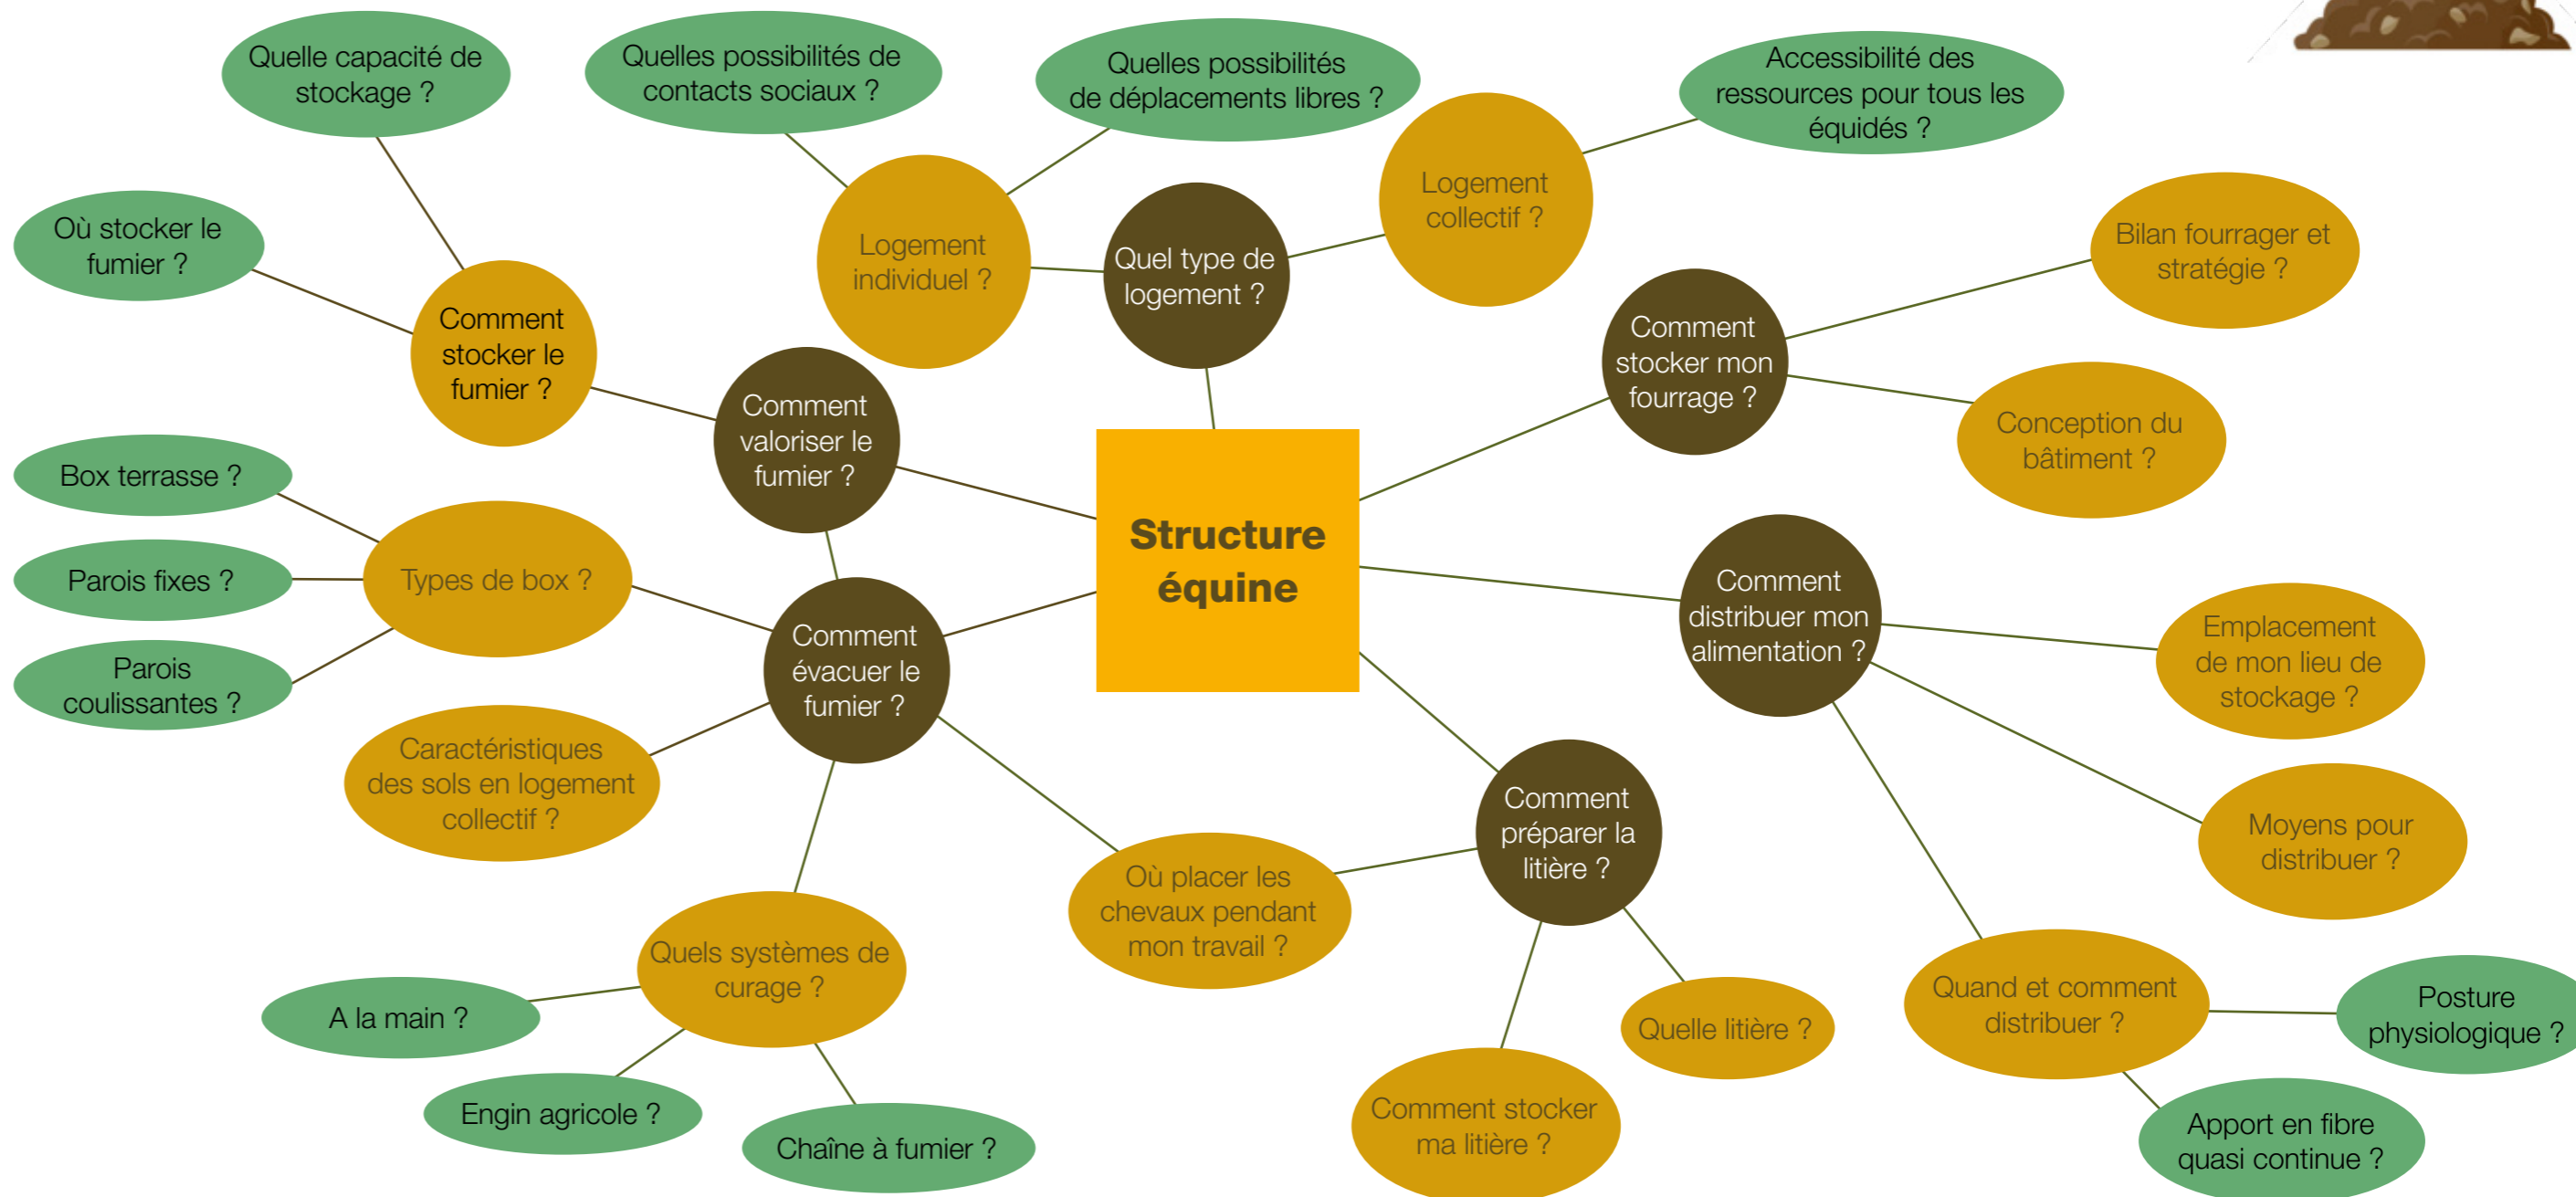 Quelle capacité de
stockage ?
Quelles possibilités de
contacts sociaux ?
Quelles possibilités
de déplacements libres ?
Accessibilité des
ressources pour tous les
équidés ?
Où stocker le
fumier ?
Comment
stocker le
fumier ?
Logement
individuel ?
Quel type de
logement ?
Logement
collectif ?
Bilan fourrager et
stratégie ?
Comment
stocker mon
fourrage ?
Conception du
bâtiment ?
Comment
valoriser le
fumier ?
Structure
équine
Box terrasse ?
Parois fixes ?
Parois
coulissantes ?
Types de box ?
Comment
évacuer le
fumier ?
Comment
distribuer mon
alimentation ?
Emplacement
de mon lieu de
stockage ?
Caractéristiques
des sols en logement
collectif ?
Comment
préparer la
litière ?
Moyens pour
distribuer ?
Où placer les
chevaux pendant
mon travail ?
Quels systèmes de
curage ?
A la main ?
Engin agricole ?
Chaîne à fumier ?
Quelle litière ?
Comment stocker
ma litière ?
Quand et comment
distribuer ?
Posture
physiologique ?
Apport en fibre
quasi continue ?